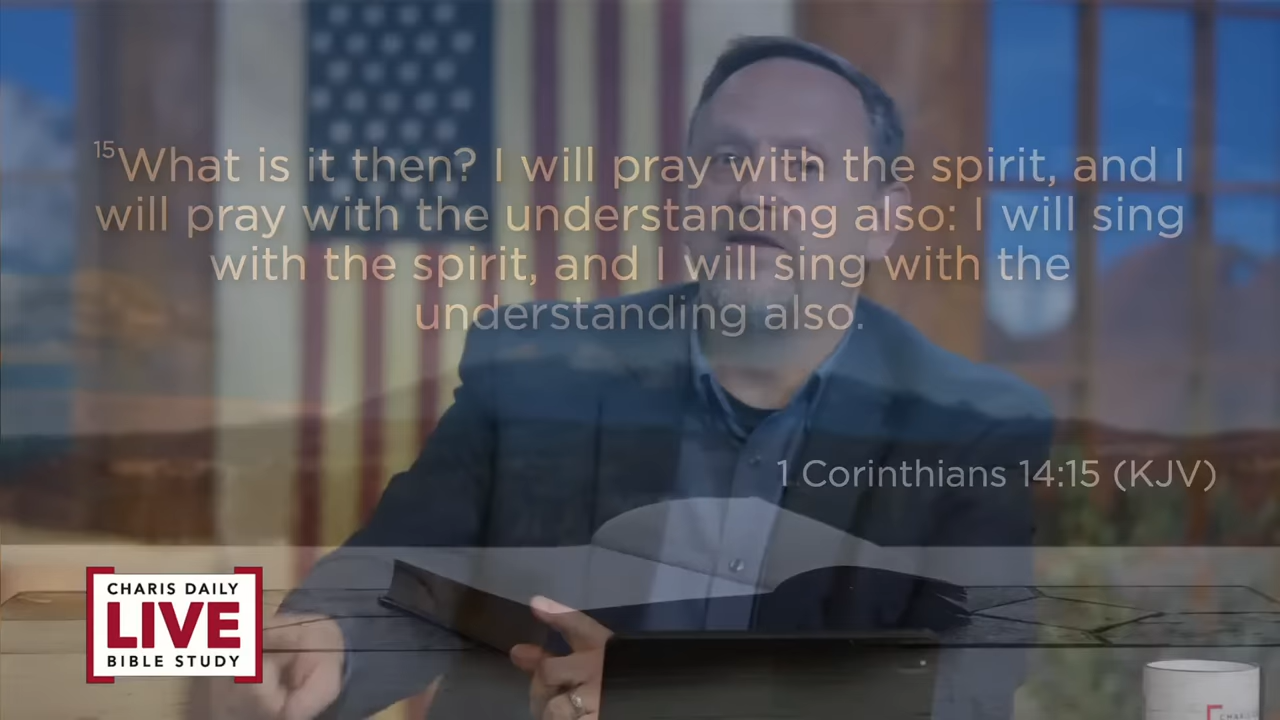 15What is it then? I will pray with the spirit, and I
will pray with the understanding also: I will sing
with the spirit, and I will sing with the
understanding also.
1 Corinthians 14:15 (KJV)
CHARIS DAILY
LIVE
BIBLE STUDY